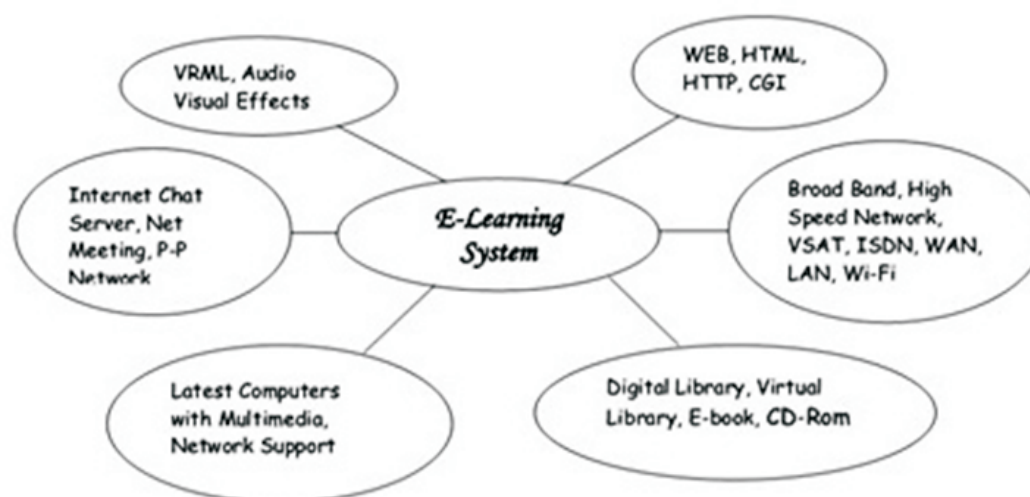 VRML, Audio
Visual Effects
WEB, HTML,
HTTP, CGI
Internet Chat
Server, Net
Meeting, P-P
Network
E-Learning
System
Broad Band, High
Speed Network,
VSAT, ISDN, WAN,
LAN, Wi-Fi
Latest Computers
with Multimedia,
Network Support
Digital Library, Virtual
Library, E-book, CD-Rom